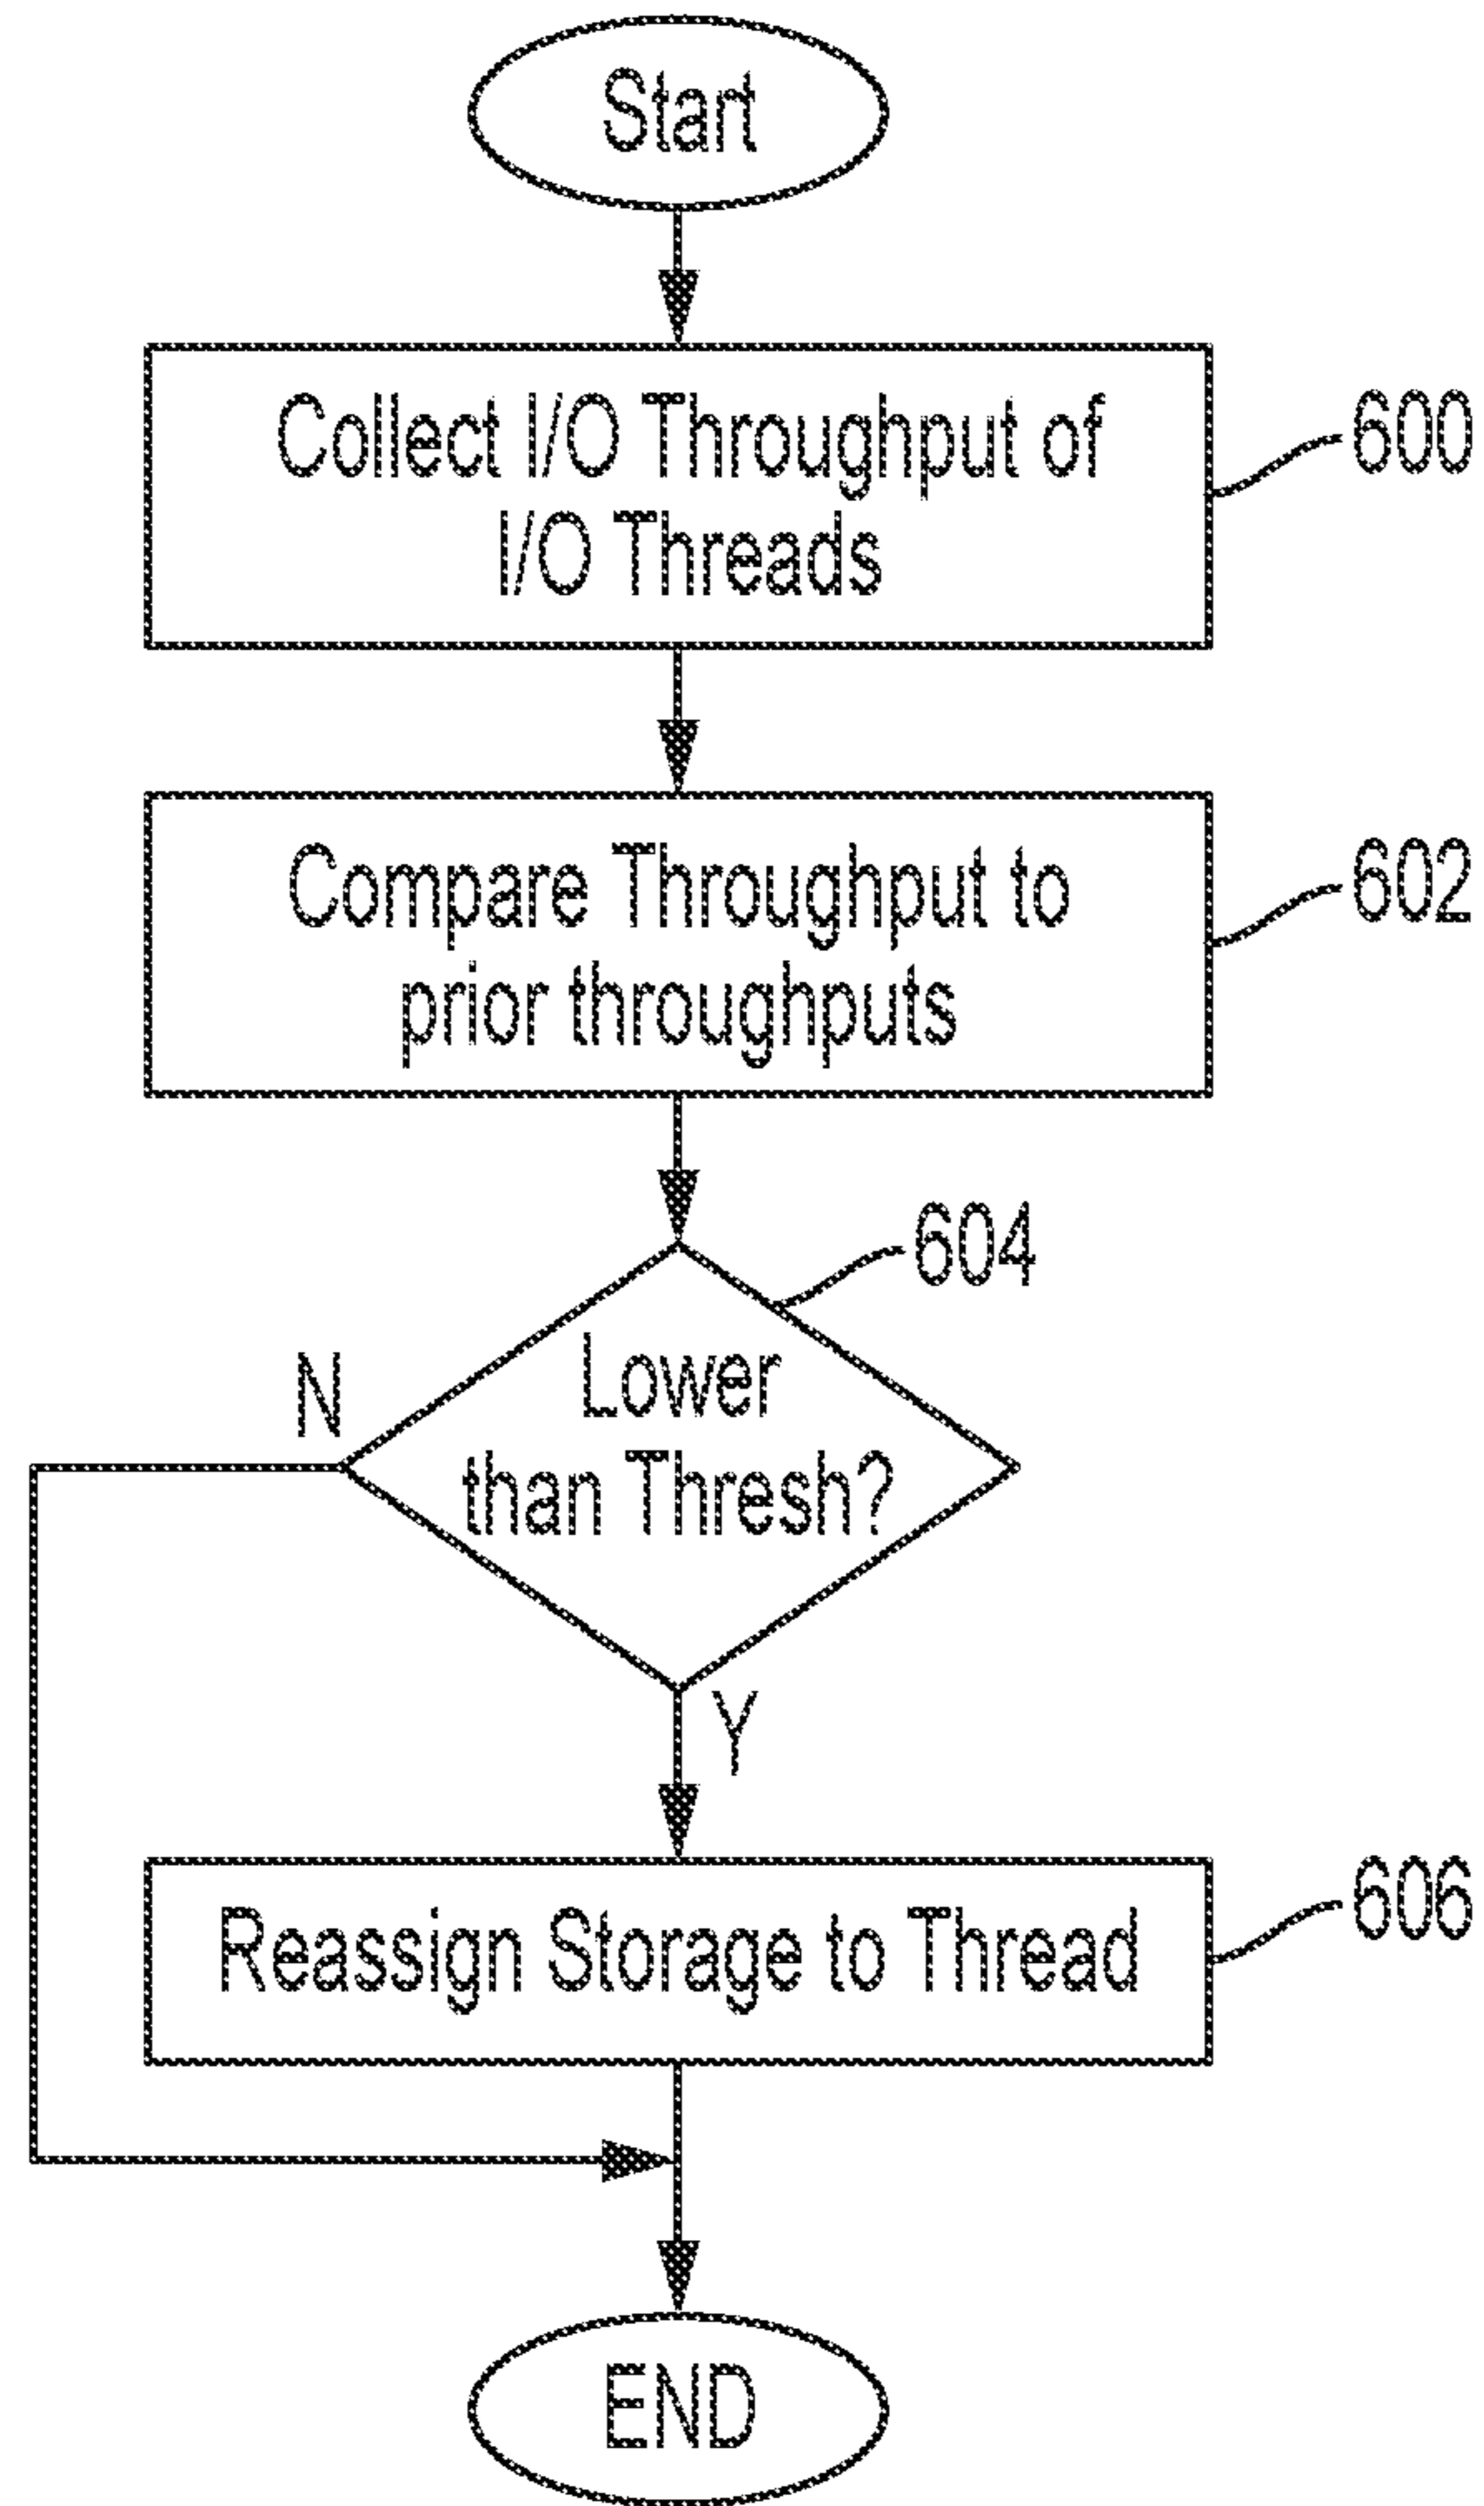 Start
Collect I/O Throughput of
I/O Threads
600
Compare Throughput to
prior throughputs
602
604
Lower
than Thresh?
N
Y
Reassign Storage to Thread
606
END